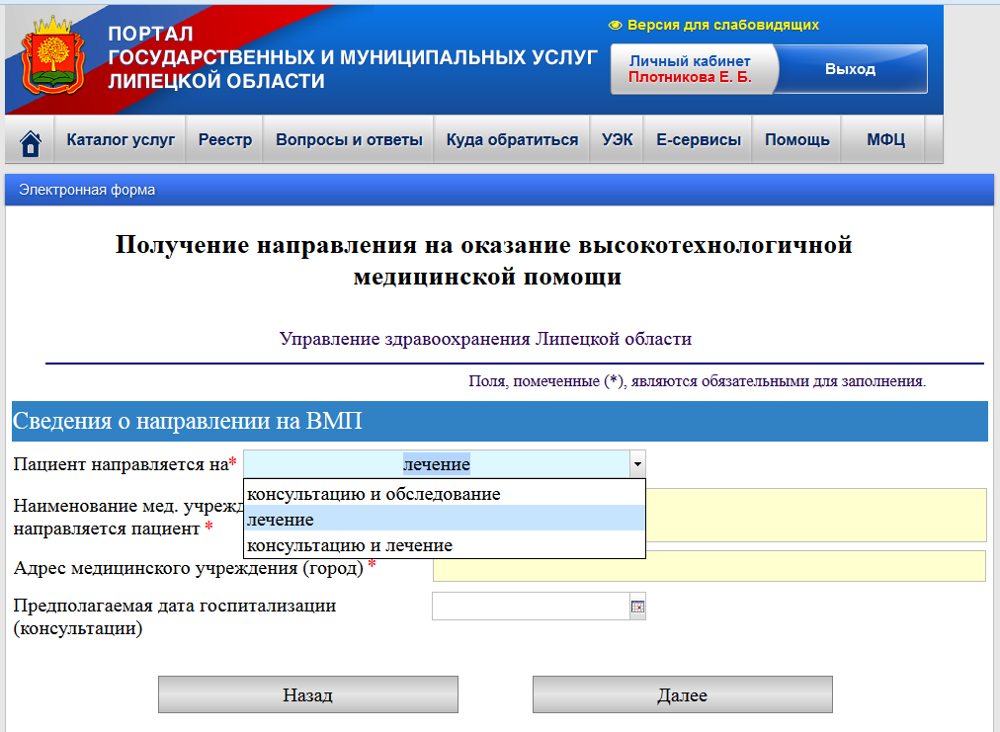 ПОРТАЛ
ГОСУДАРСТВЕННЫХ И МУНИЦИПАЛЬНЫХ УСЛУГ
ЛИПЕЦКОЙ ОБЛАСТИ
Версия для слабовидящих
Личный кабинет
Плотникова Е. Б.
Выход
Каталог услуг Реестр Вопросы и ответы Куда обратиться УЭК Е-сервисы Помощь МФЦ
Электронная форма
Получение направления на оказание высокотехнологичной
медицинской помощи
Управление здравоохранения Липецкой области
Поля, помеченные (*), являются обязательными для заполнения.
Сведения о направлении на ВМП
Пациент направляется на* лечение
консультацию и обследование
лечение
консультацию и лечение
Наименование мед.
направляется пациент *
Адрес медицинского учреждения (город) *
Предполагаемая дата госпитализации
(консультации)
Назад Далее